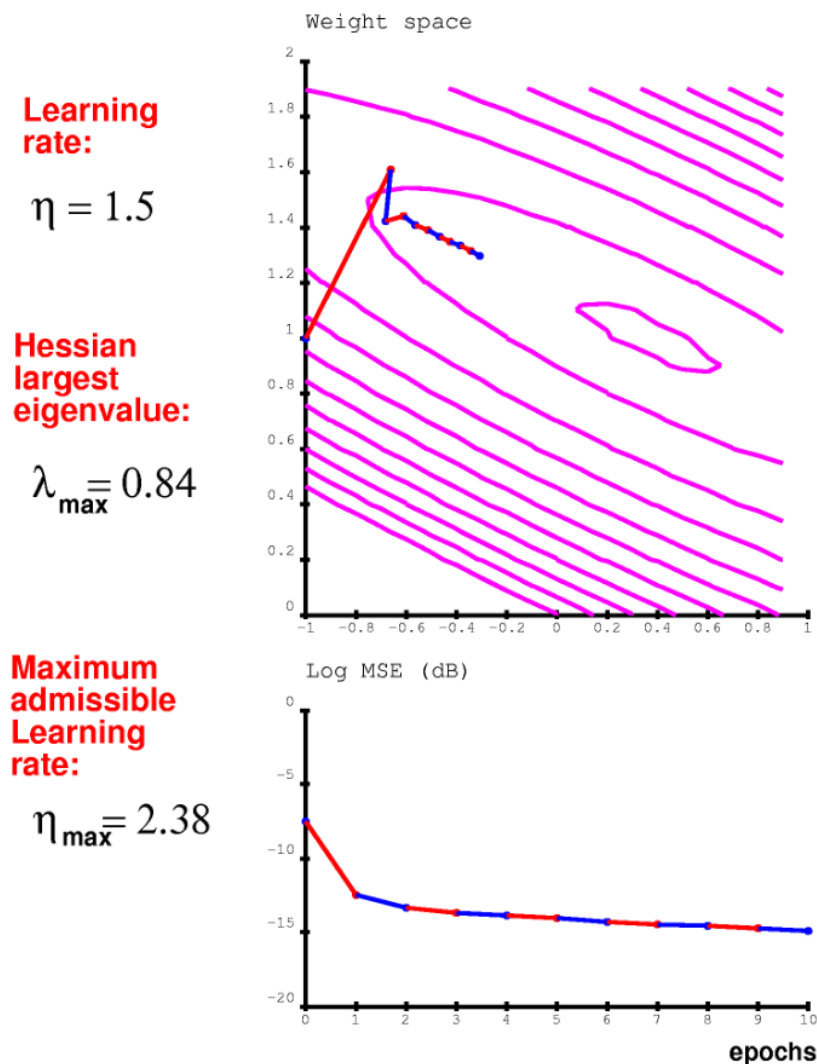 Weight space
Learning
rate:
η = 1.5
Hessian
largest
eigenvalue:
λmax= 0.84
Maximum
admissible
Learning
rate:
ηmax= 2.38
2
1.8
1.6
1.4
1.2
1
0.8
0.6
0.4
0.2
0
-1 -0.8 -0.6 -0.4 -0.2 0 0.2 0.4 0.6 0.8 1
Log MSE (dB)
0
-5
-10
-15
-20
0 1 2 3 4 5 6 7 8 9 10
epochs